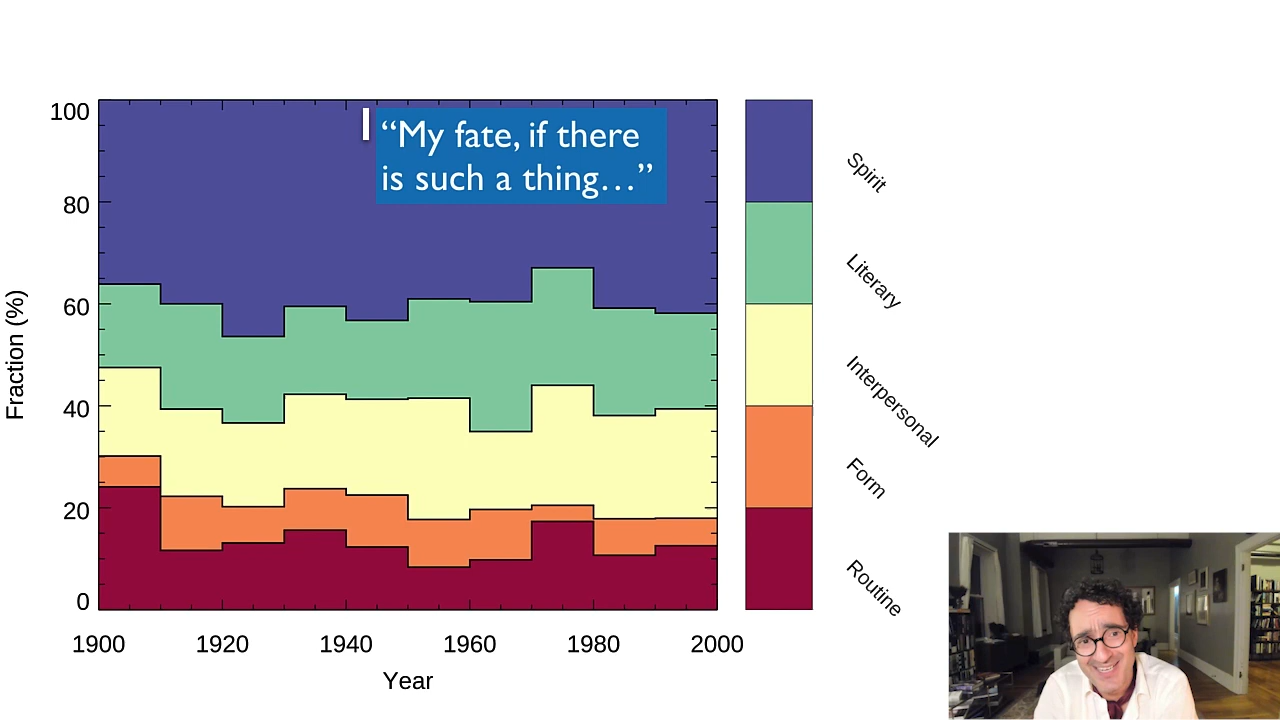 “My fate, if there
is such a thing…”
100
80
60
40
20
0
Fraction (%)
1900 1920 1940 1960 1980 2000
Year
Spirit
Literary
Interpersonal
Form
Routine